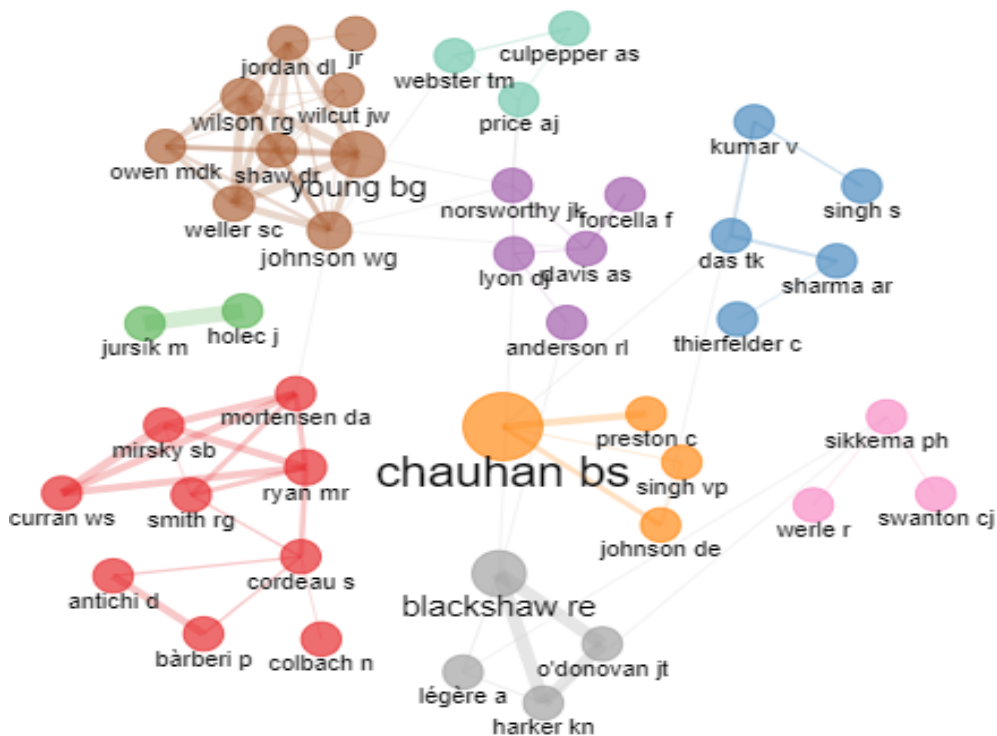 culpepper as
jr
jordan dl
webster tm
wilcut jw
wilson rg
price aj
kumar v
owen mdk
shaw dr
young bg
singh s
norsworthy jk
forcella f
weller sc
johnson wg
lyon dj
davis as
das tk
sharma ar
holec j
jursík m
anderson rl
thierfelder c
mortensen da
preston c
sikkema ph
mirsky sb
chauhan bs
ryan mr
singh vp
curran ws
smith rg
werle r
swanton cj
johnson de
cordeau s
antichi d
blackshaw re
bàrberi p
colbach n
o'donovan jt
légère a
harker kn